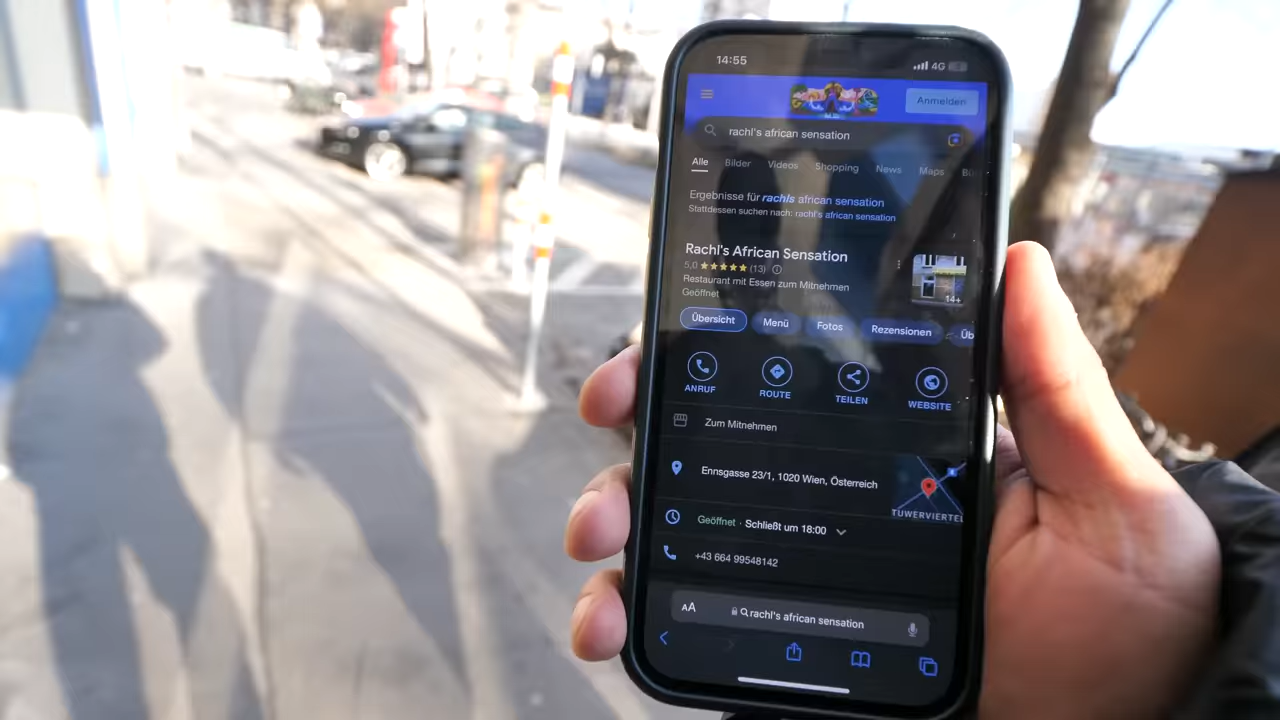 14:55
4G
Anmelden
rachl's african sensation
Alle Bilder Videos Shopping News Maps Bü
Ergebnisse für rachls african sensation
Stattdessen suchen nach: rachl's african sensation
Rachl's African Sensation
5,0 (13)
Restaurant mit Essen zum Mitnehmen
Geöffnet
14+
Übersicht Menü Fotos Rezensionen Üb
ANRUF ROUTE TEILEN WEBSITE
Zum Mitnehmen
Ennsgasse 23/1, 1020 Wien, Österreich
TUWERVIERTEL
Geöffnet · Schließt um 18:00
+43 664 99548142
AA rachl's african sensation